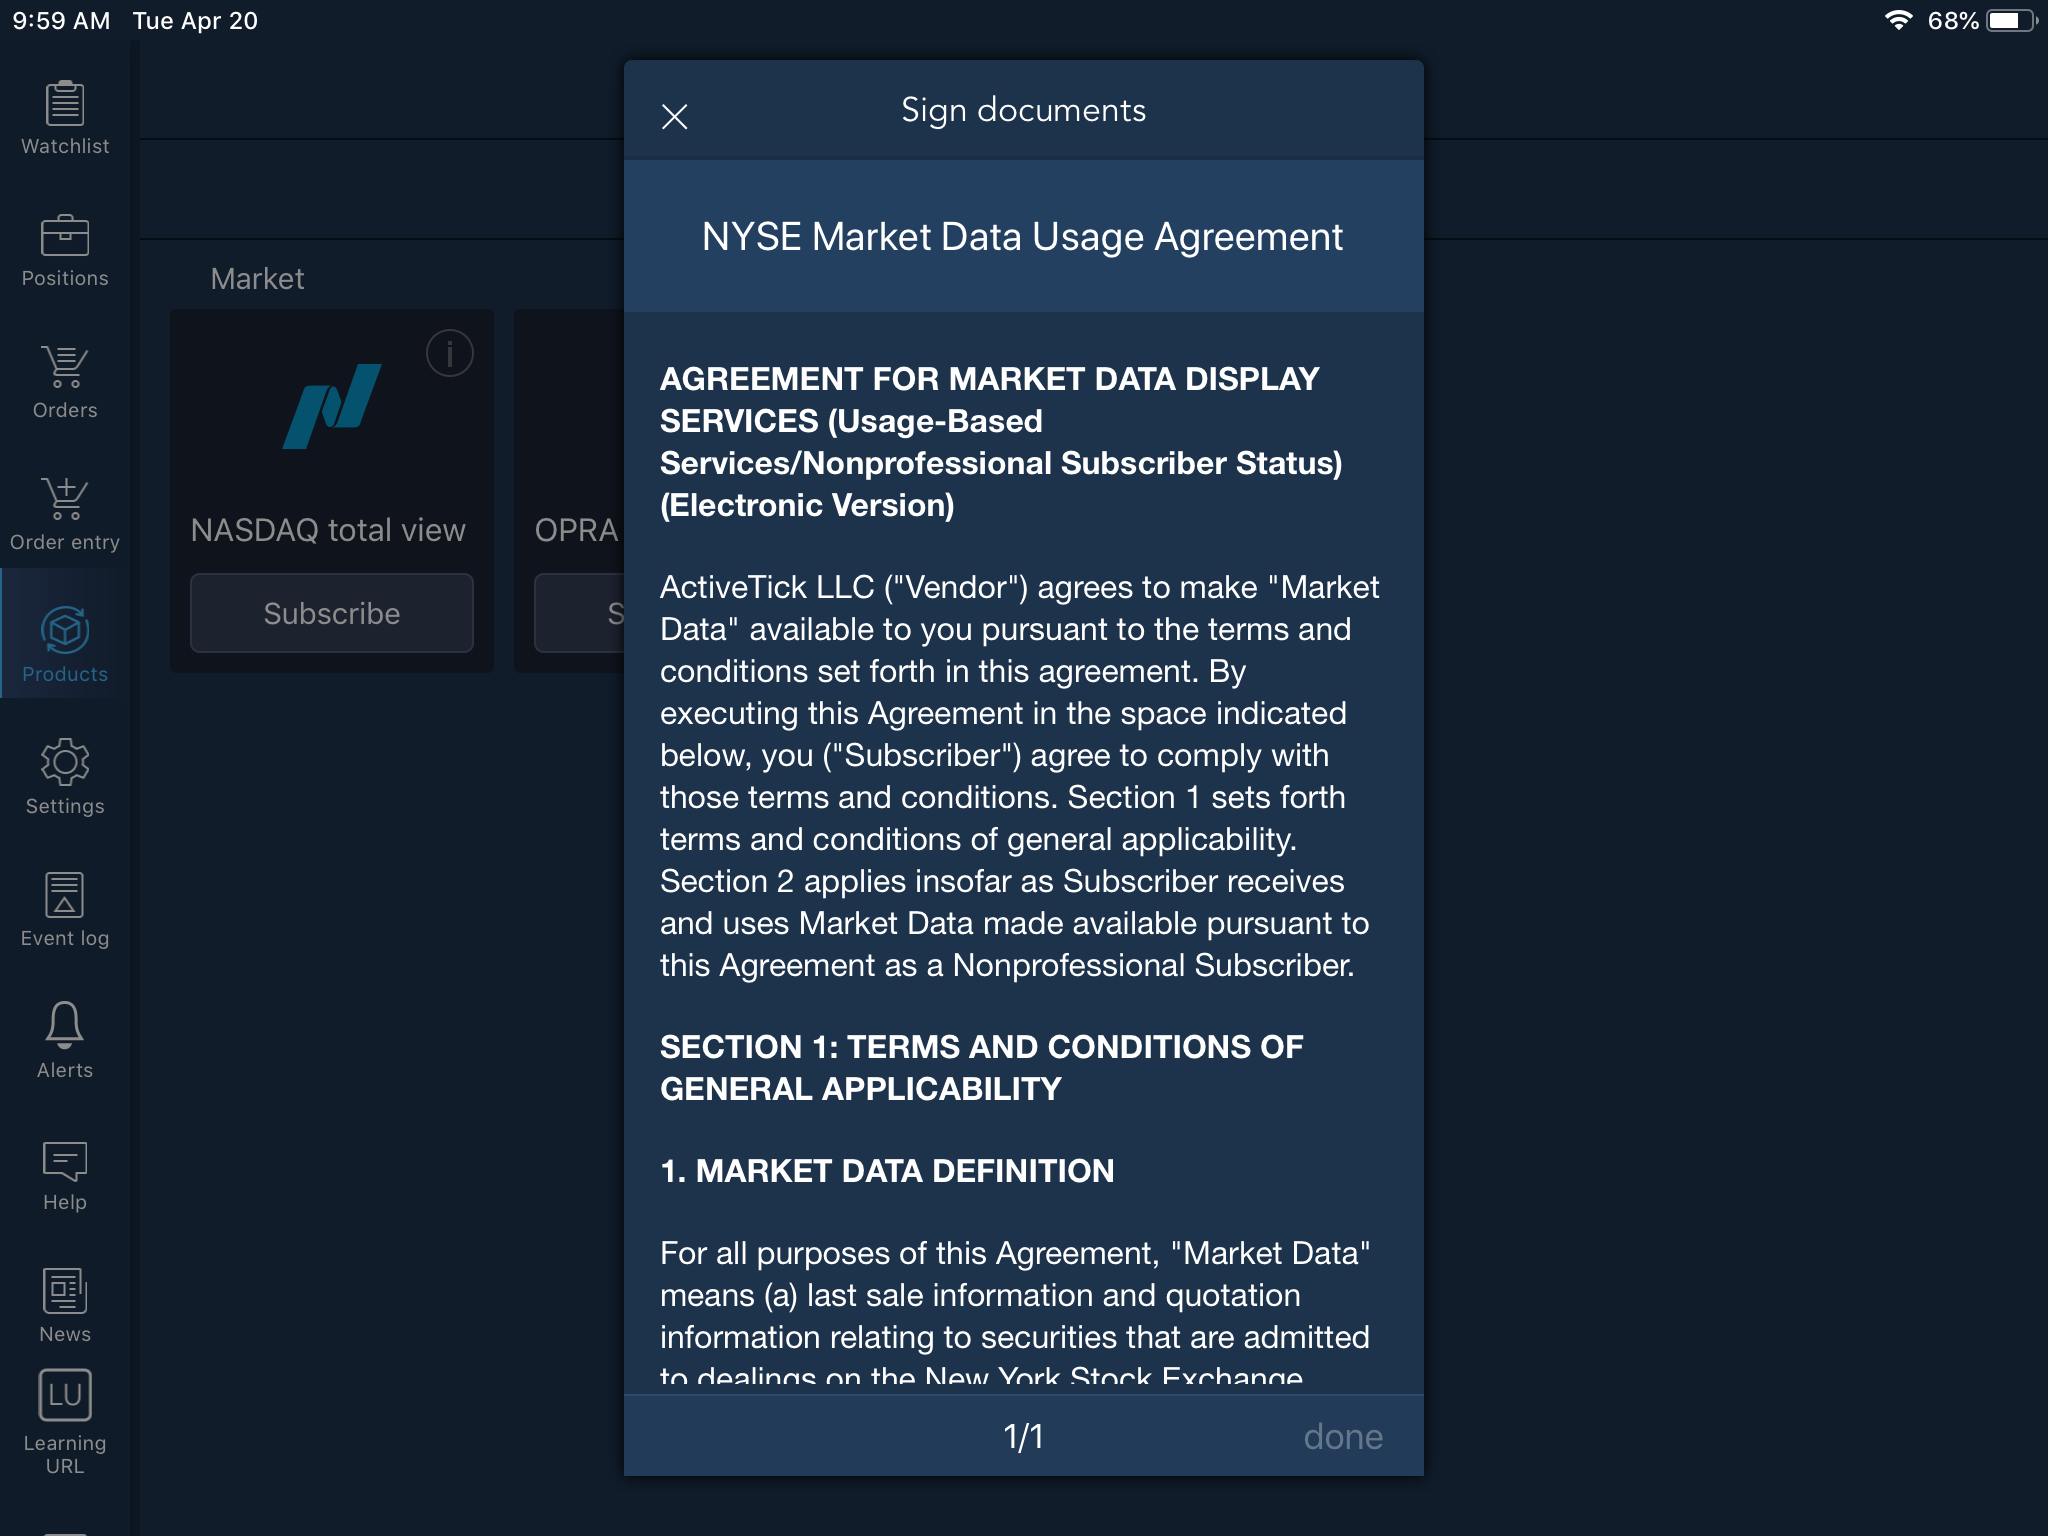 9:59 AM Tue Apr 20
68%
Watchlist
Positions
Orders
Order entry
Products
Settings
Event log
Alerts
Help
News
LU
Learning
URL
Market
i
NASDAQ total view
Subscribe
OPRA
S
Sign documents
NYSE Market Data Usage Agreement
AGREEMENT FOR MARKET DATA DISPLAY
SERVICES (Usage-Based
Services/Nonprofessional Subscriber Status)
(Electronic Version)
ActiveTick LLC ("Vendor") agrees to make "Market
Data" available to you pursuant to the terms and
conditions set forth in this agreement. By
executing this Agreement in the space indicated
below, you ("Subscriber") agree to comply with
those terms and conditions. Section 1 sets forth
terms and conditions of general applicability.
Section 2 applies insofar as Subscriber receives
and uses Market Data made available pursuant to
this Agreement as a Nonprofessional Subscriber.
SECTION 1: TERMS AND CONDITIONS OF
GENERAL APPLICABILITY
1. MARKET DATA DEFINITION
For all purposes of this Agreement, "Market Data"
means (a) last sale information and quotation
information relating to securities that are admitted
to dealings on the New York Stock Exchange
1/1
done